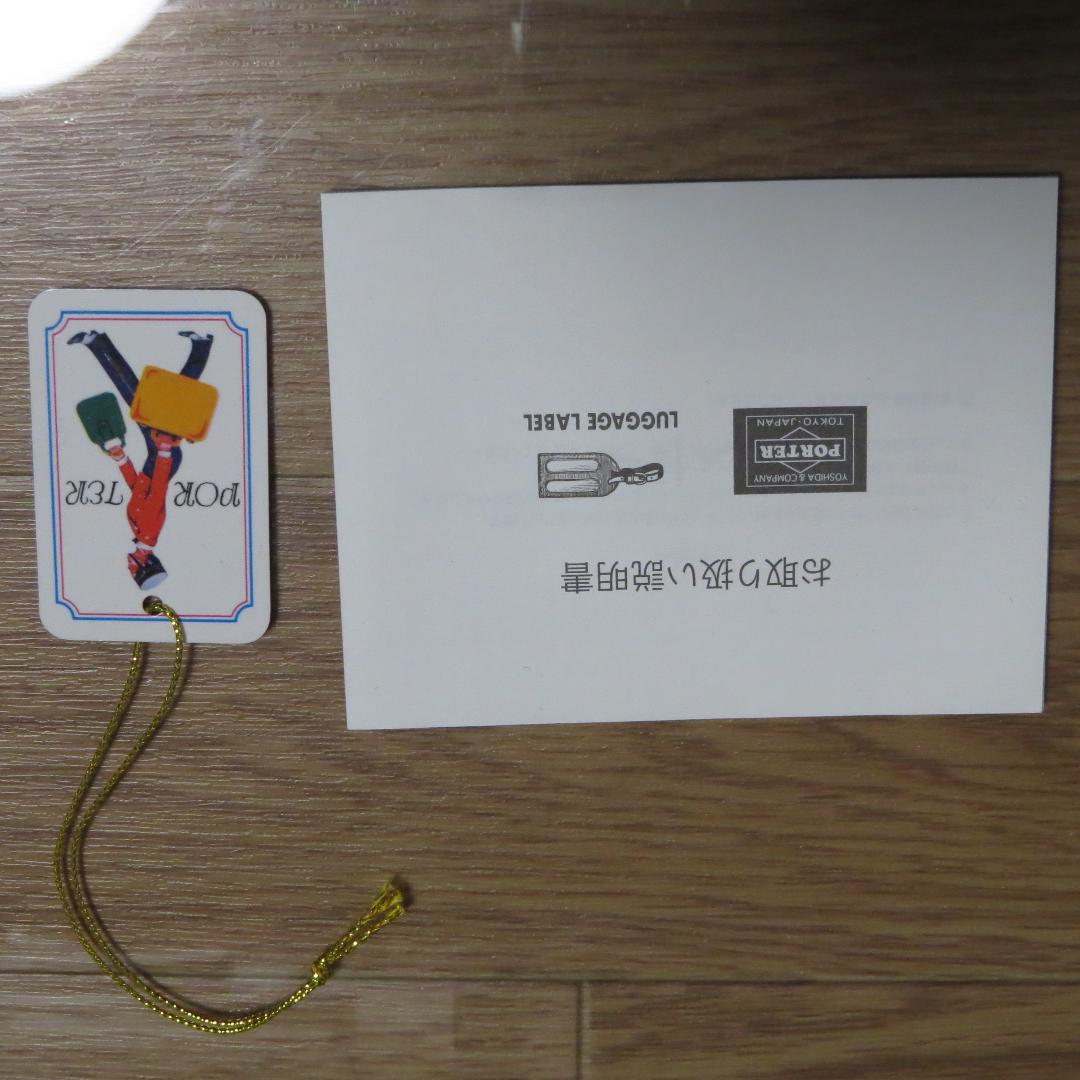 お取り扱い説明書
YOSHIDA & COMPANY
PORTER
TOKYO-JAPAN
LUGGAGE LABEL
POR TER